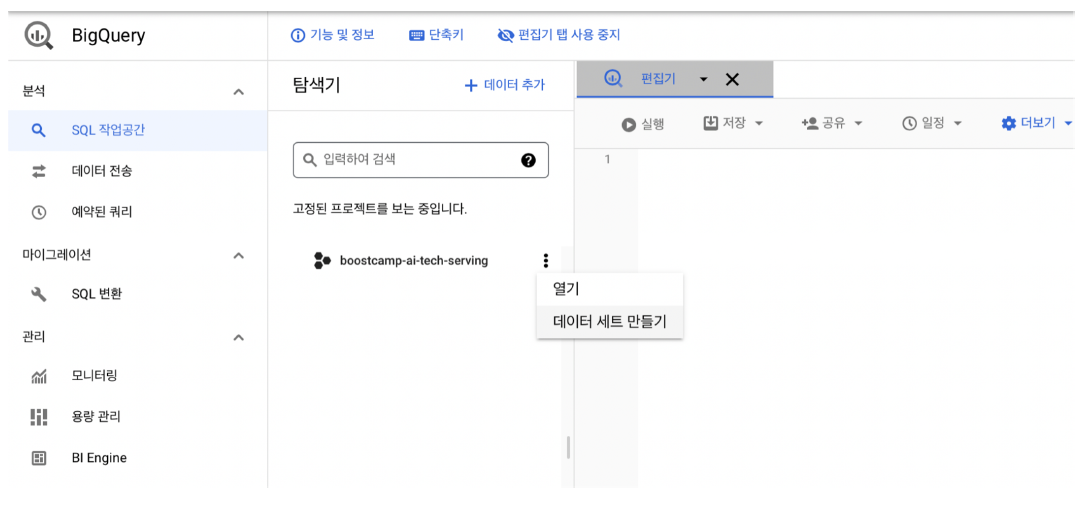 BigQuery
기능 및 정보
단축키
편집기 탭 사용 중지
분석
SQL 작업공간
데이터 전송
예약된 쿼리
마이그레이션
SQL 변환
관리
모니터링
용량 관리
BI Engine
탐색기
데이터 추가
입력하여 검색
고정된 프로젝트를 보는 중입니다.
boostcamp-ai-tech-serving
열기
데이터 세트 만들기
편집기
실행
저장
공유
일정
더보기
1